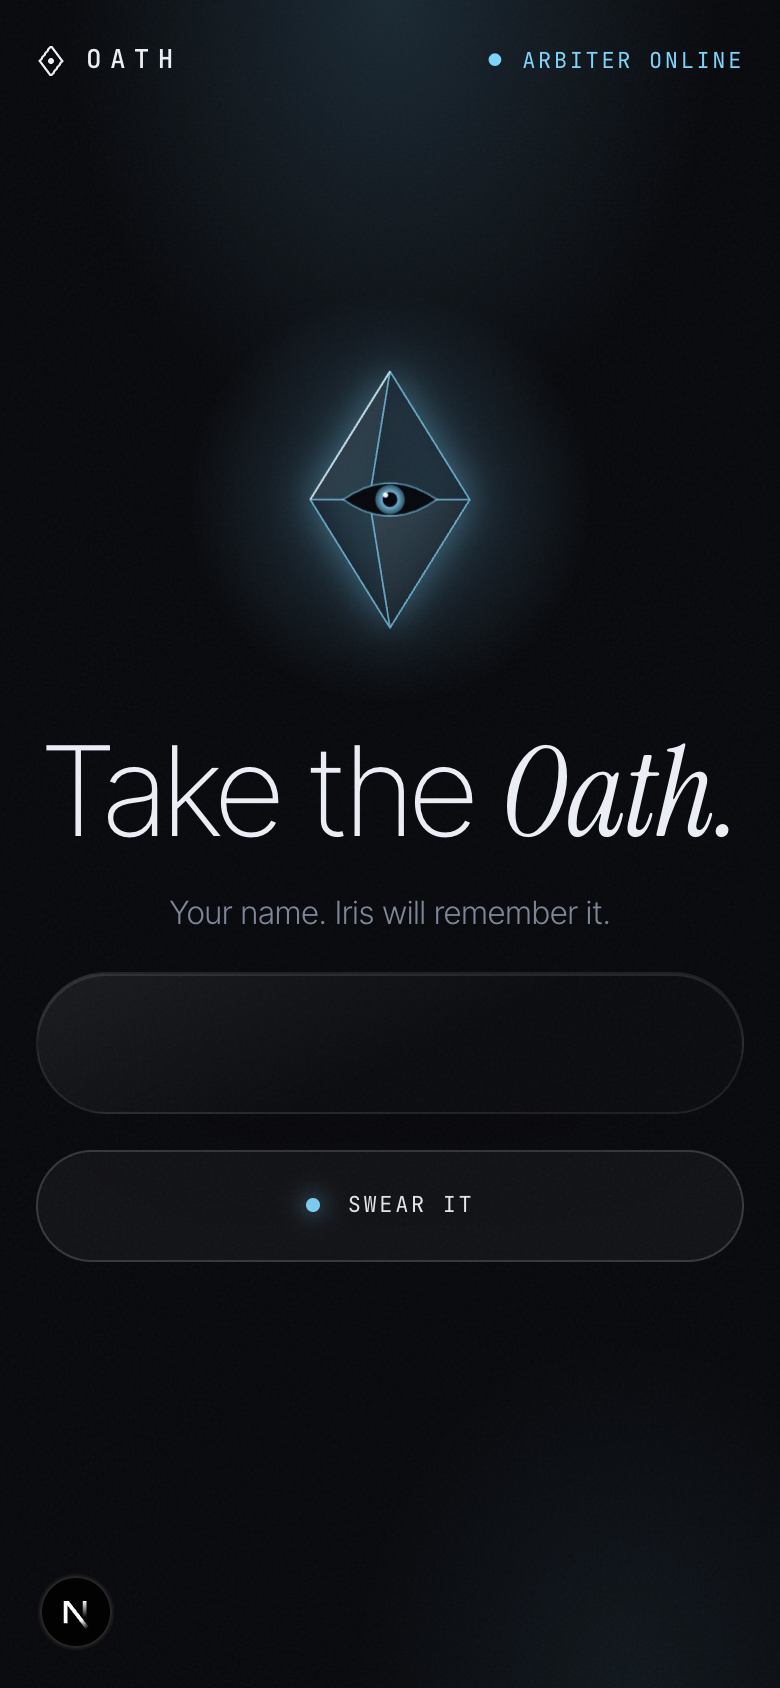 OATH
ARBITER ONLINE
Take the Oath.
Your name. Iris will remember it.
SWEAR IT
N